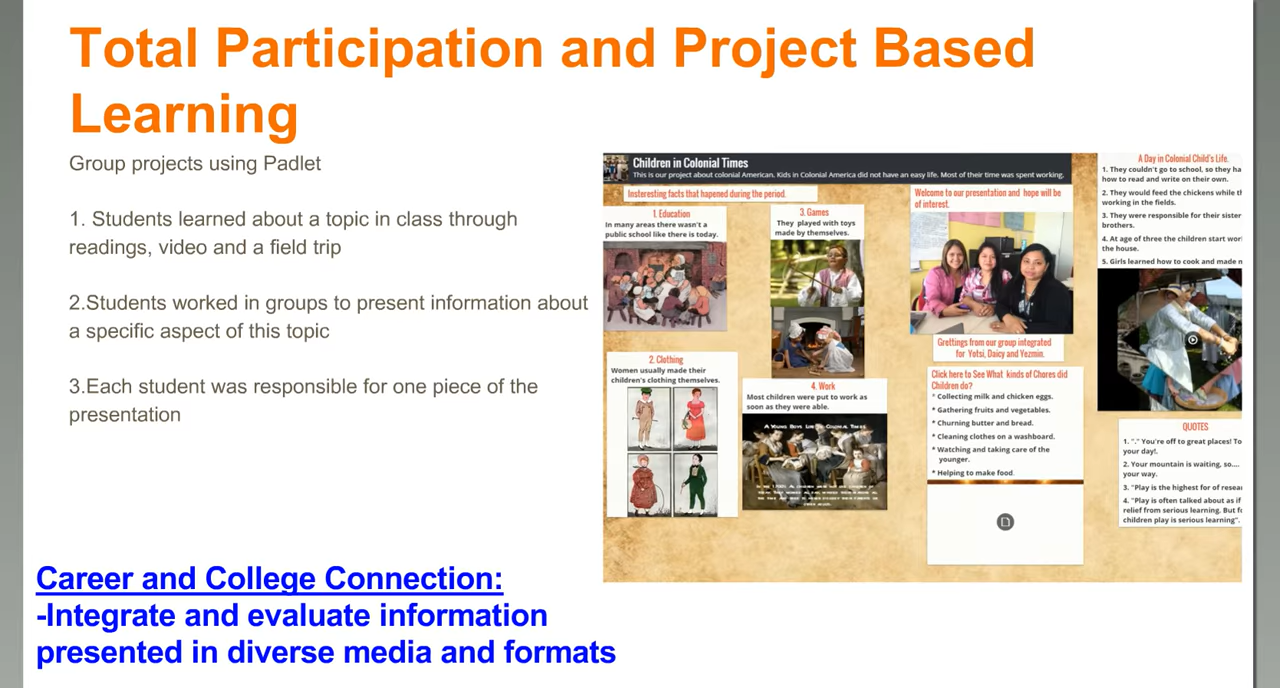 Total Participation and Project Based
Learning
Group projects using Padlet
1. Students learned about a topic in class through
readings, video and a field trip
2.Students worked in groups to present information about
a specific aspect of this topic
3.Each student was responsible for one piece of the
presentation
Career and College Connection:
-Integrate and evaluate information
presented in diverse media and formats
Children in Colonial Times
This is our project about colonial American. Kids in Colonial America did not have an easy life. Most of their time was spent working.
Insteresting facts that hapened during the period.
1. Education
In many areas there wasn't a
public school like there is today.
2. Clothing
Women usually made their
children's clothing themselves.
3. Games
They played with toys
made by themselves.
4. Work
Most children were put to work as
soon as they were able.
A Young Boys Life in Colonial Times
Welcome to our presentation and hope will be
of interest.
Grettings from our group integrated
for Yotsi, Daicy and Yezmin.
Click here to See What kinds of Chores did
Children do?
* Collecting milk and chicken eggs.
* Gathering fruits and vegetables.
* Churning butter and bread.
* Cleaning clothes on a washboard.
* Watching and taking care of the
younger.
* Helping to make food.
A Day in Colonial Child's Life.
1. They couldn't go to school, so they ha
how to read and write on their own.
2. They would feed the chickens while th
working in the fields.
3. They were responsible for their sister
brothers.
4. At age of three the children start wor
the house.
5. Girls learned how to cook and made n
QUOTES
1. "." You're off to great places! To
your day!.
2. Your mountain is waiting, so....
your way.
3. "Play is the highest for of resear
4. "Play is often talked about as if
relief from serious learning. But fo
children play is serious learning".